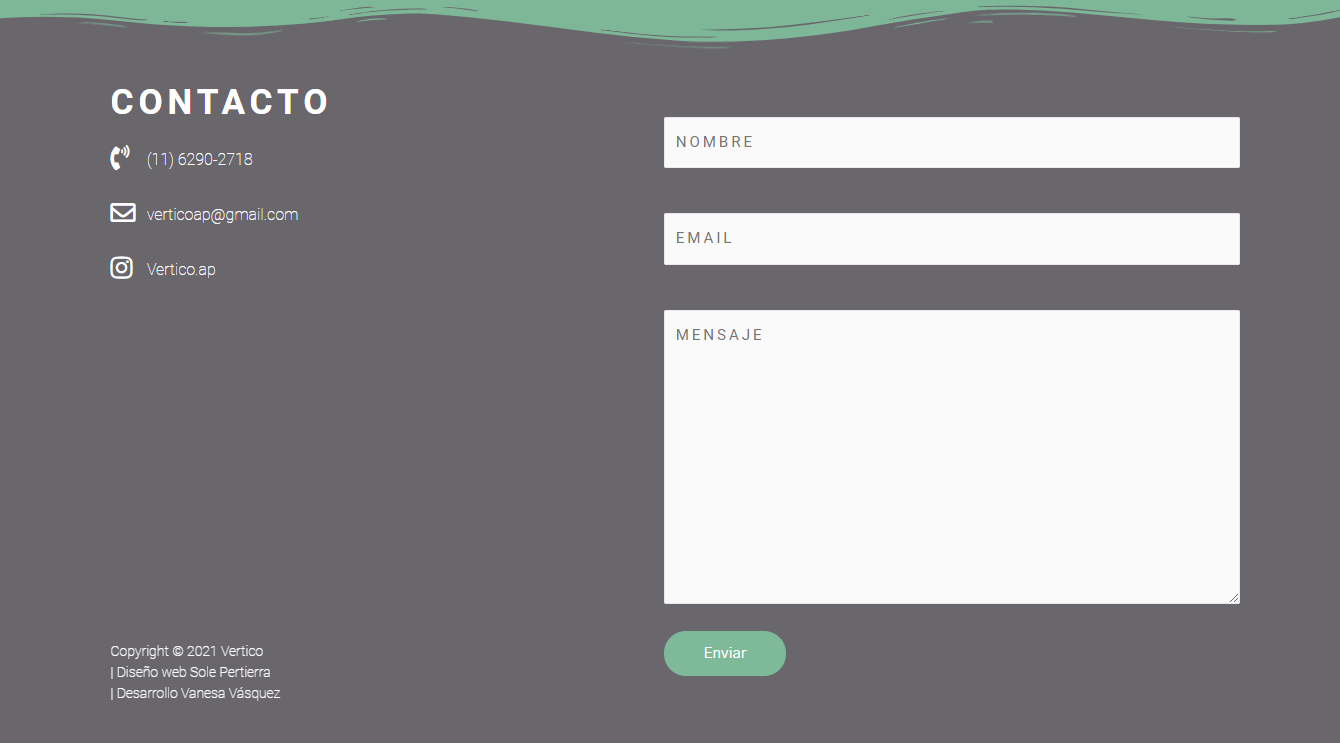 CONTACTO
(11) 6290-2718
verticoap@gmail.com
Vertico.ap
NOMBRE
EMAIL
MENSAJE
Enviar
Copyright © 2021 Vertico
| Diseño web Sole Pertierra
| Desarrollo Vanesa Vásquez